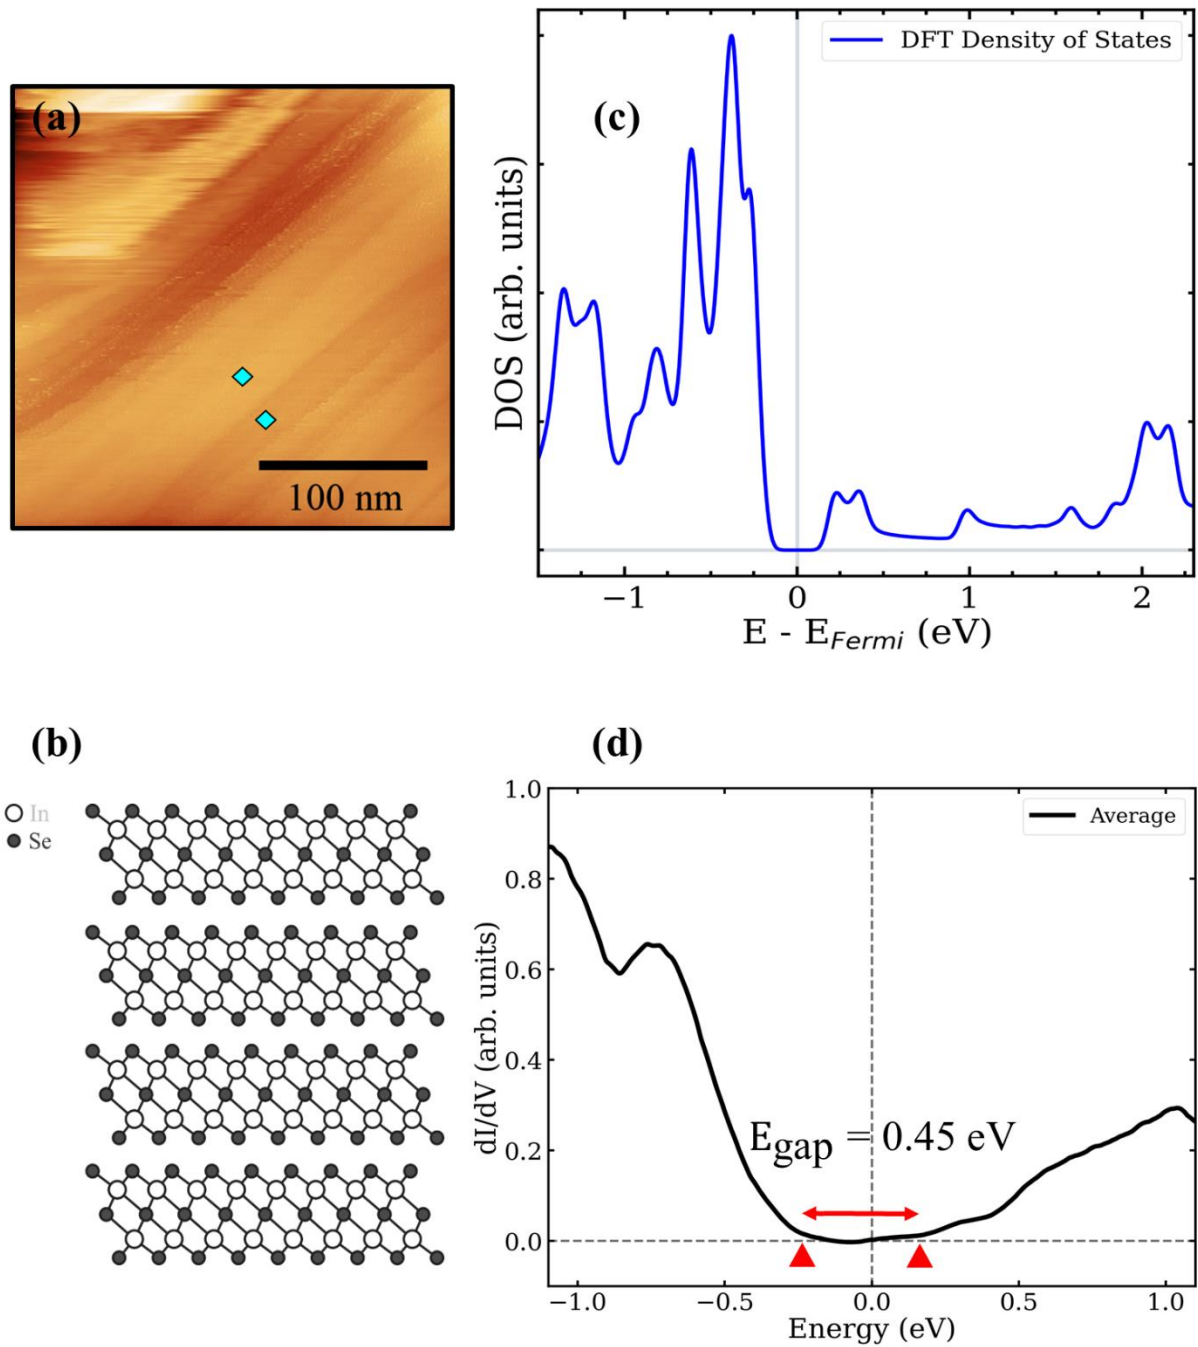 (a)
100 nm
(c)
DFT Density of States
DOS (arb. units)
−1 0 1 2
E - E_Fermi (eV)
(b)
In
Se
(d)
Average
dI/dV (arb. units)
1.0
0.8
0.6
0.4
0.2
0.0
E_gap = 0.45 eV
−1.0 −0.5 0.0 0.5 1.0
Energy (eV)